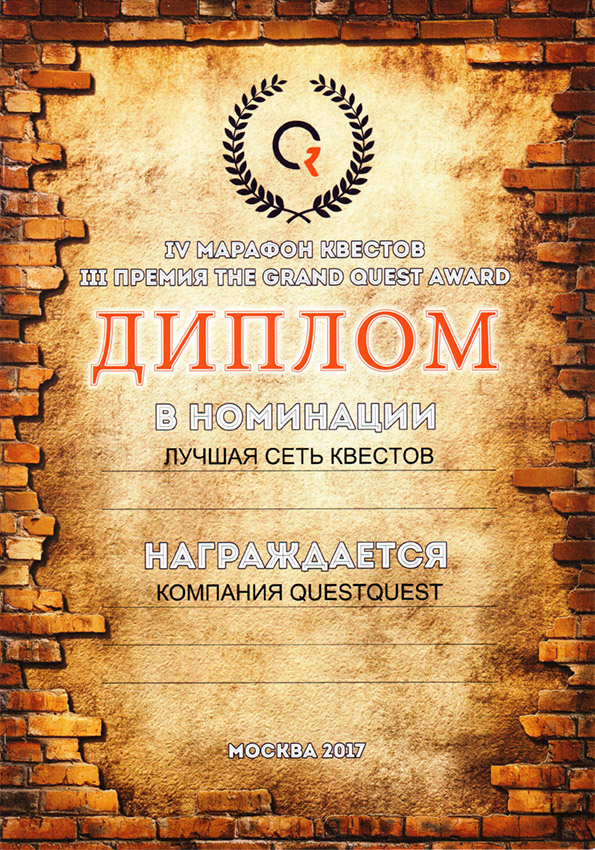 IV МАРАФОН КВЕСТОВ
III ПРЕМИЯ THE GRAND QUEST AWARD
ДИПЛОМ
В НОМИНАЦИИ
ЛУЧШАЯ СЕТЬ КВЕСТОВ
НАГРАЖДАЕТСЯ
КОМПАНИЯ QUESTQUEST
МОСКВА 2017